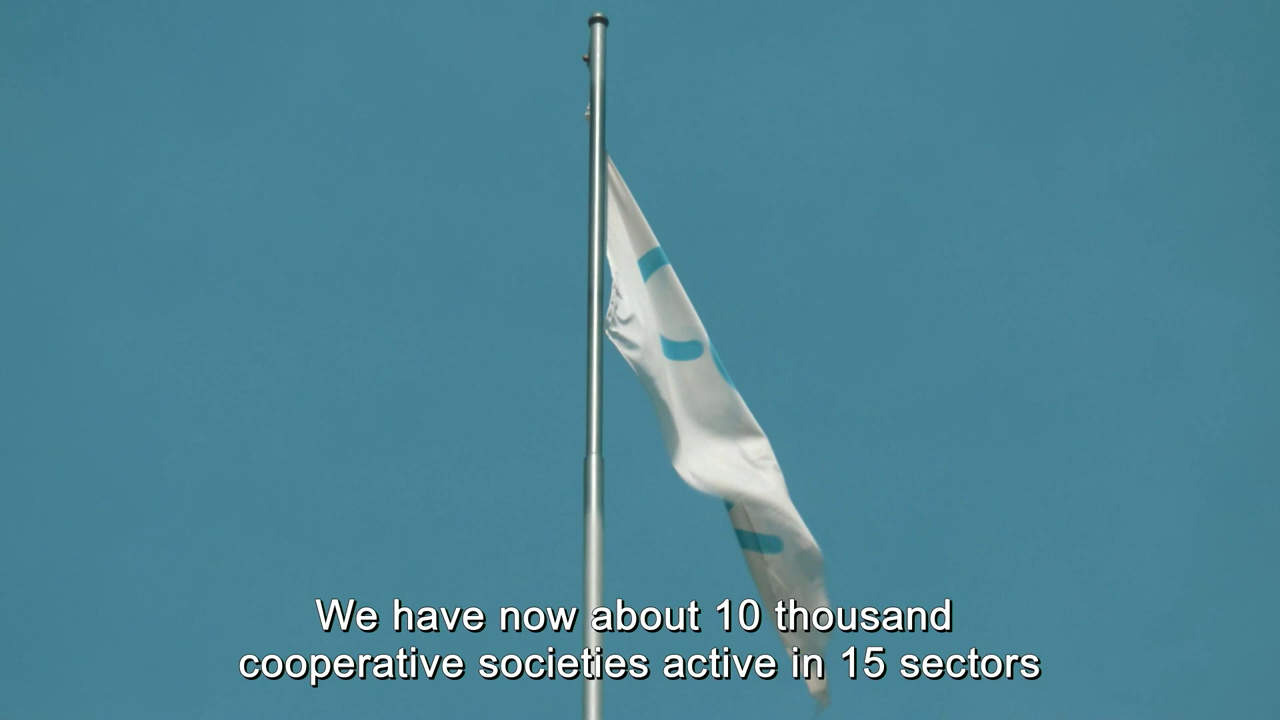 We have now about 10 thousand
cooperative societies active in 15 sectors